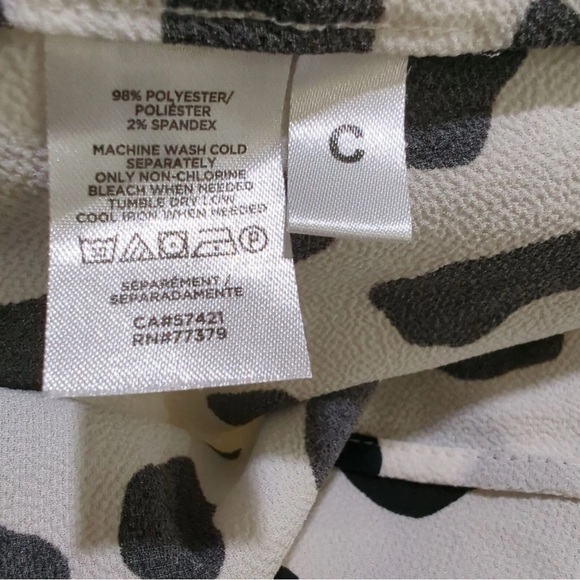 98% POLYESTER/
POLIÉSTER
2% SPANDEX
MACHINE WASH COLD
SEPARATELY
ONLY NON-CHLORINE
BLEACH WHEN NEEDED
TUMBLE DRY LOW
COOL IRON WHEN NEEDED
P
SÉPARÉMENT /
SEPARADAMENTE
CA#57421
RN#77379
C